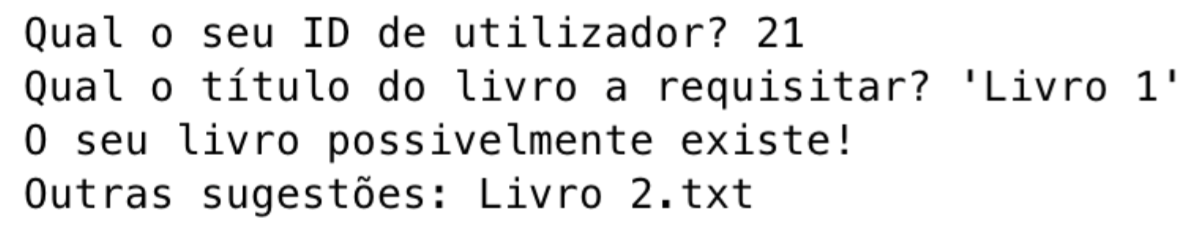 Qual o seu ID de utilizador? 21
Qual o título do livro a requisitar? 'Livro 1'
O seu livro possivelmente existe!
Outras sugestões: Livro 2.txt